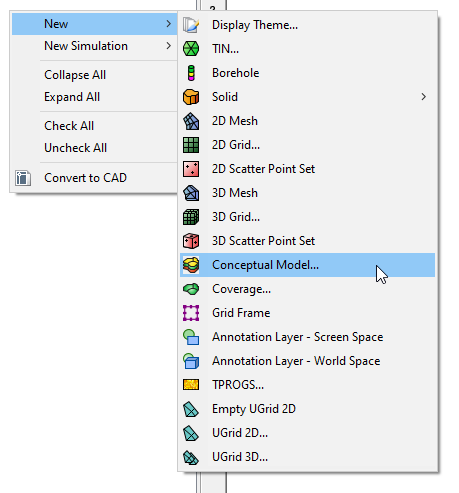 New
New Simulation
Collapse All
Expand All
Check All
Uncheck All
Convert to CAD
Display Theme...
TIN...
Borehole
Solid
2D Mesh
2D Grid...
2D Scatter Point Set
3D Mesh
3D Grid...
3D Scatter Point Set
Conceptual Model...
Coverage...
Grid Frame
Annotation Layer - Screen Space
Annotation Layer - World Space
TPROGS...
Empty UGrid 2D
UGrid 2D...
UGrid 3D...